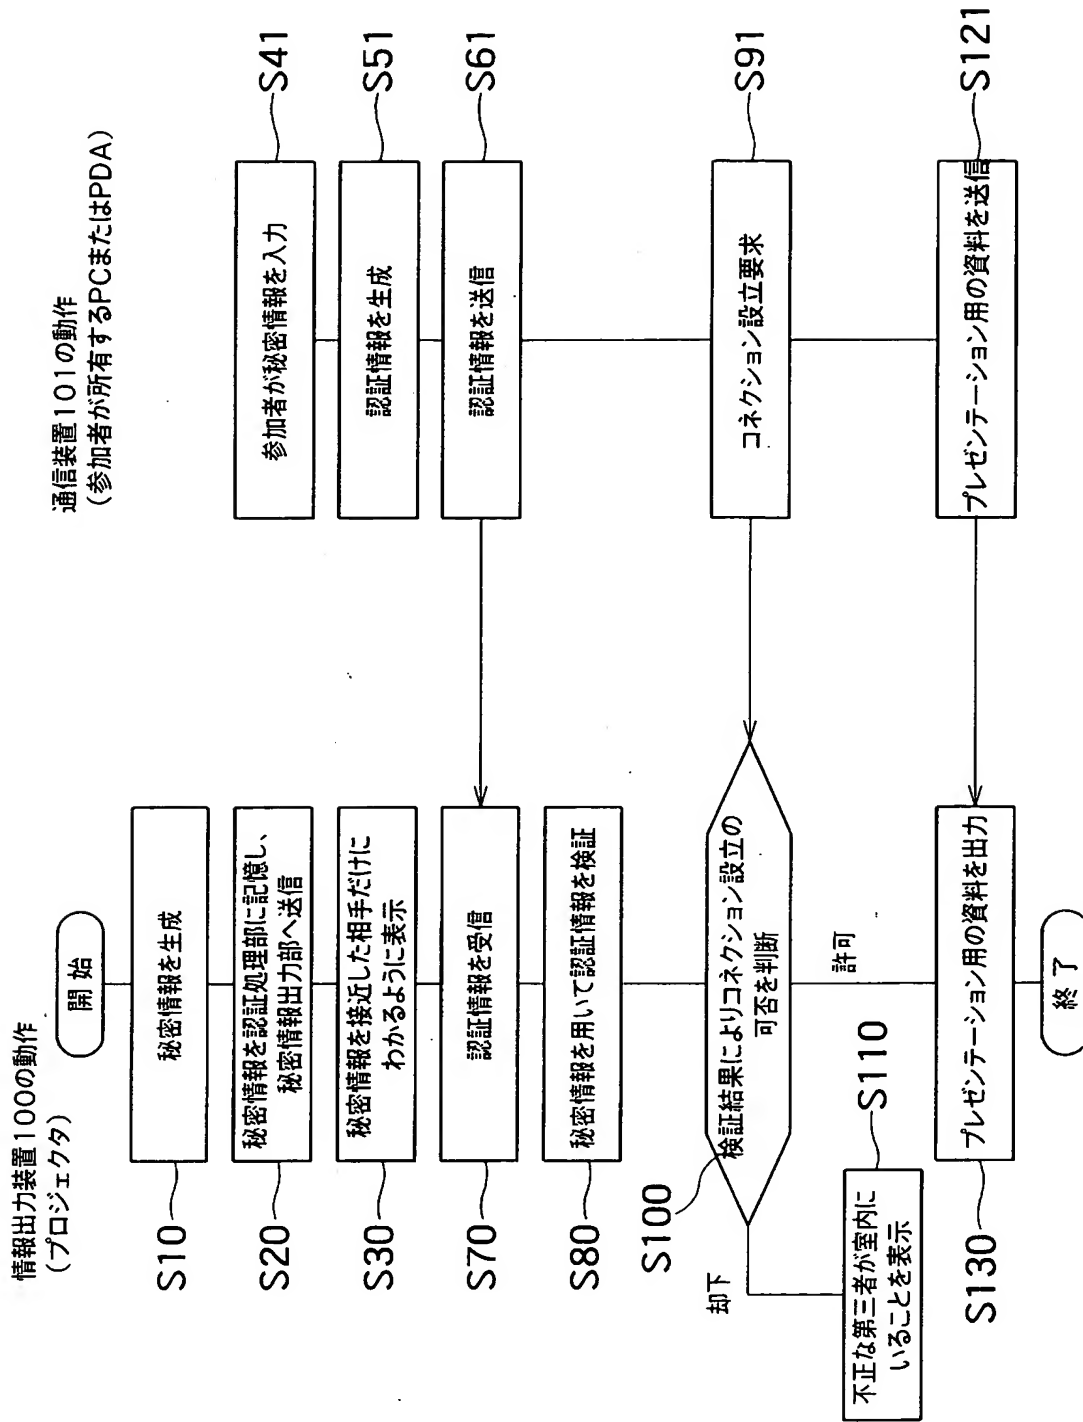 情報出力装置100の動作
(プロジェクタ)
開始
S10
秘密情報を生成
S20
秘密情報を認証処理部に記憶し、
秘密情報出力部へ送信
S30
秘密情報を接近した相手だけに
わかるように表示
S70
認証情報を受信
S80
秘密情報を用いて認証情報を検証
S100
検証結果によりコネクション設立の
可否を判断
却下
許可
不正な第三者が室内に
いることを表示
S110
S130
プレゼンテーション用の資料を出力
終了
通信装置101の動作
(参加者が所有するPCまたはPDA)
参加者が秘密情報を入力
S41
認証情報を生成
S51
認証情報を送信
S61
コネクション設立要求
S91
プレゼンテーション用の資料を送信
S121